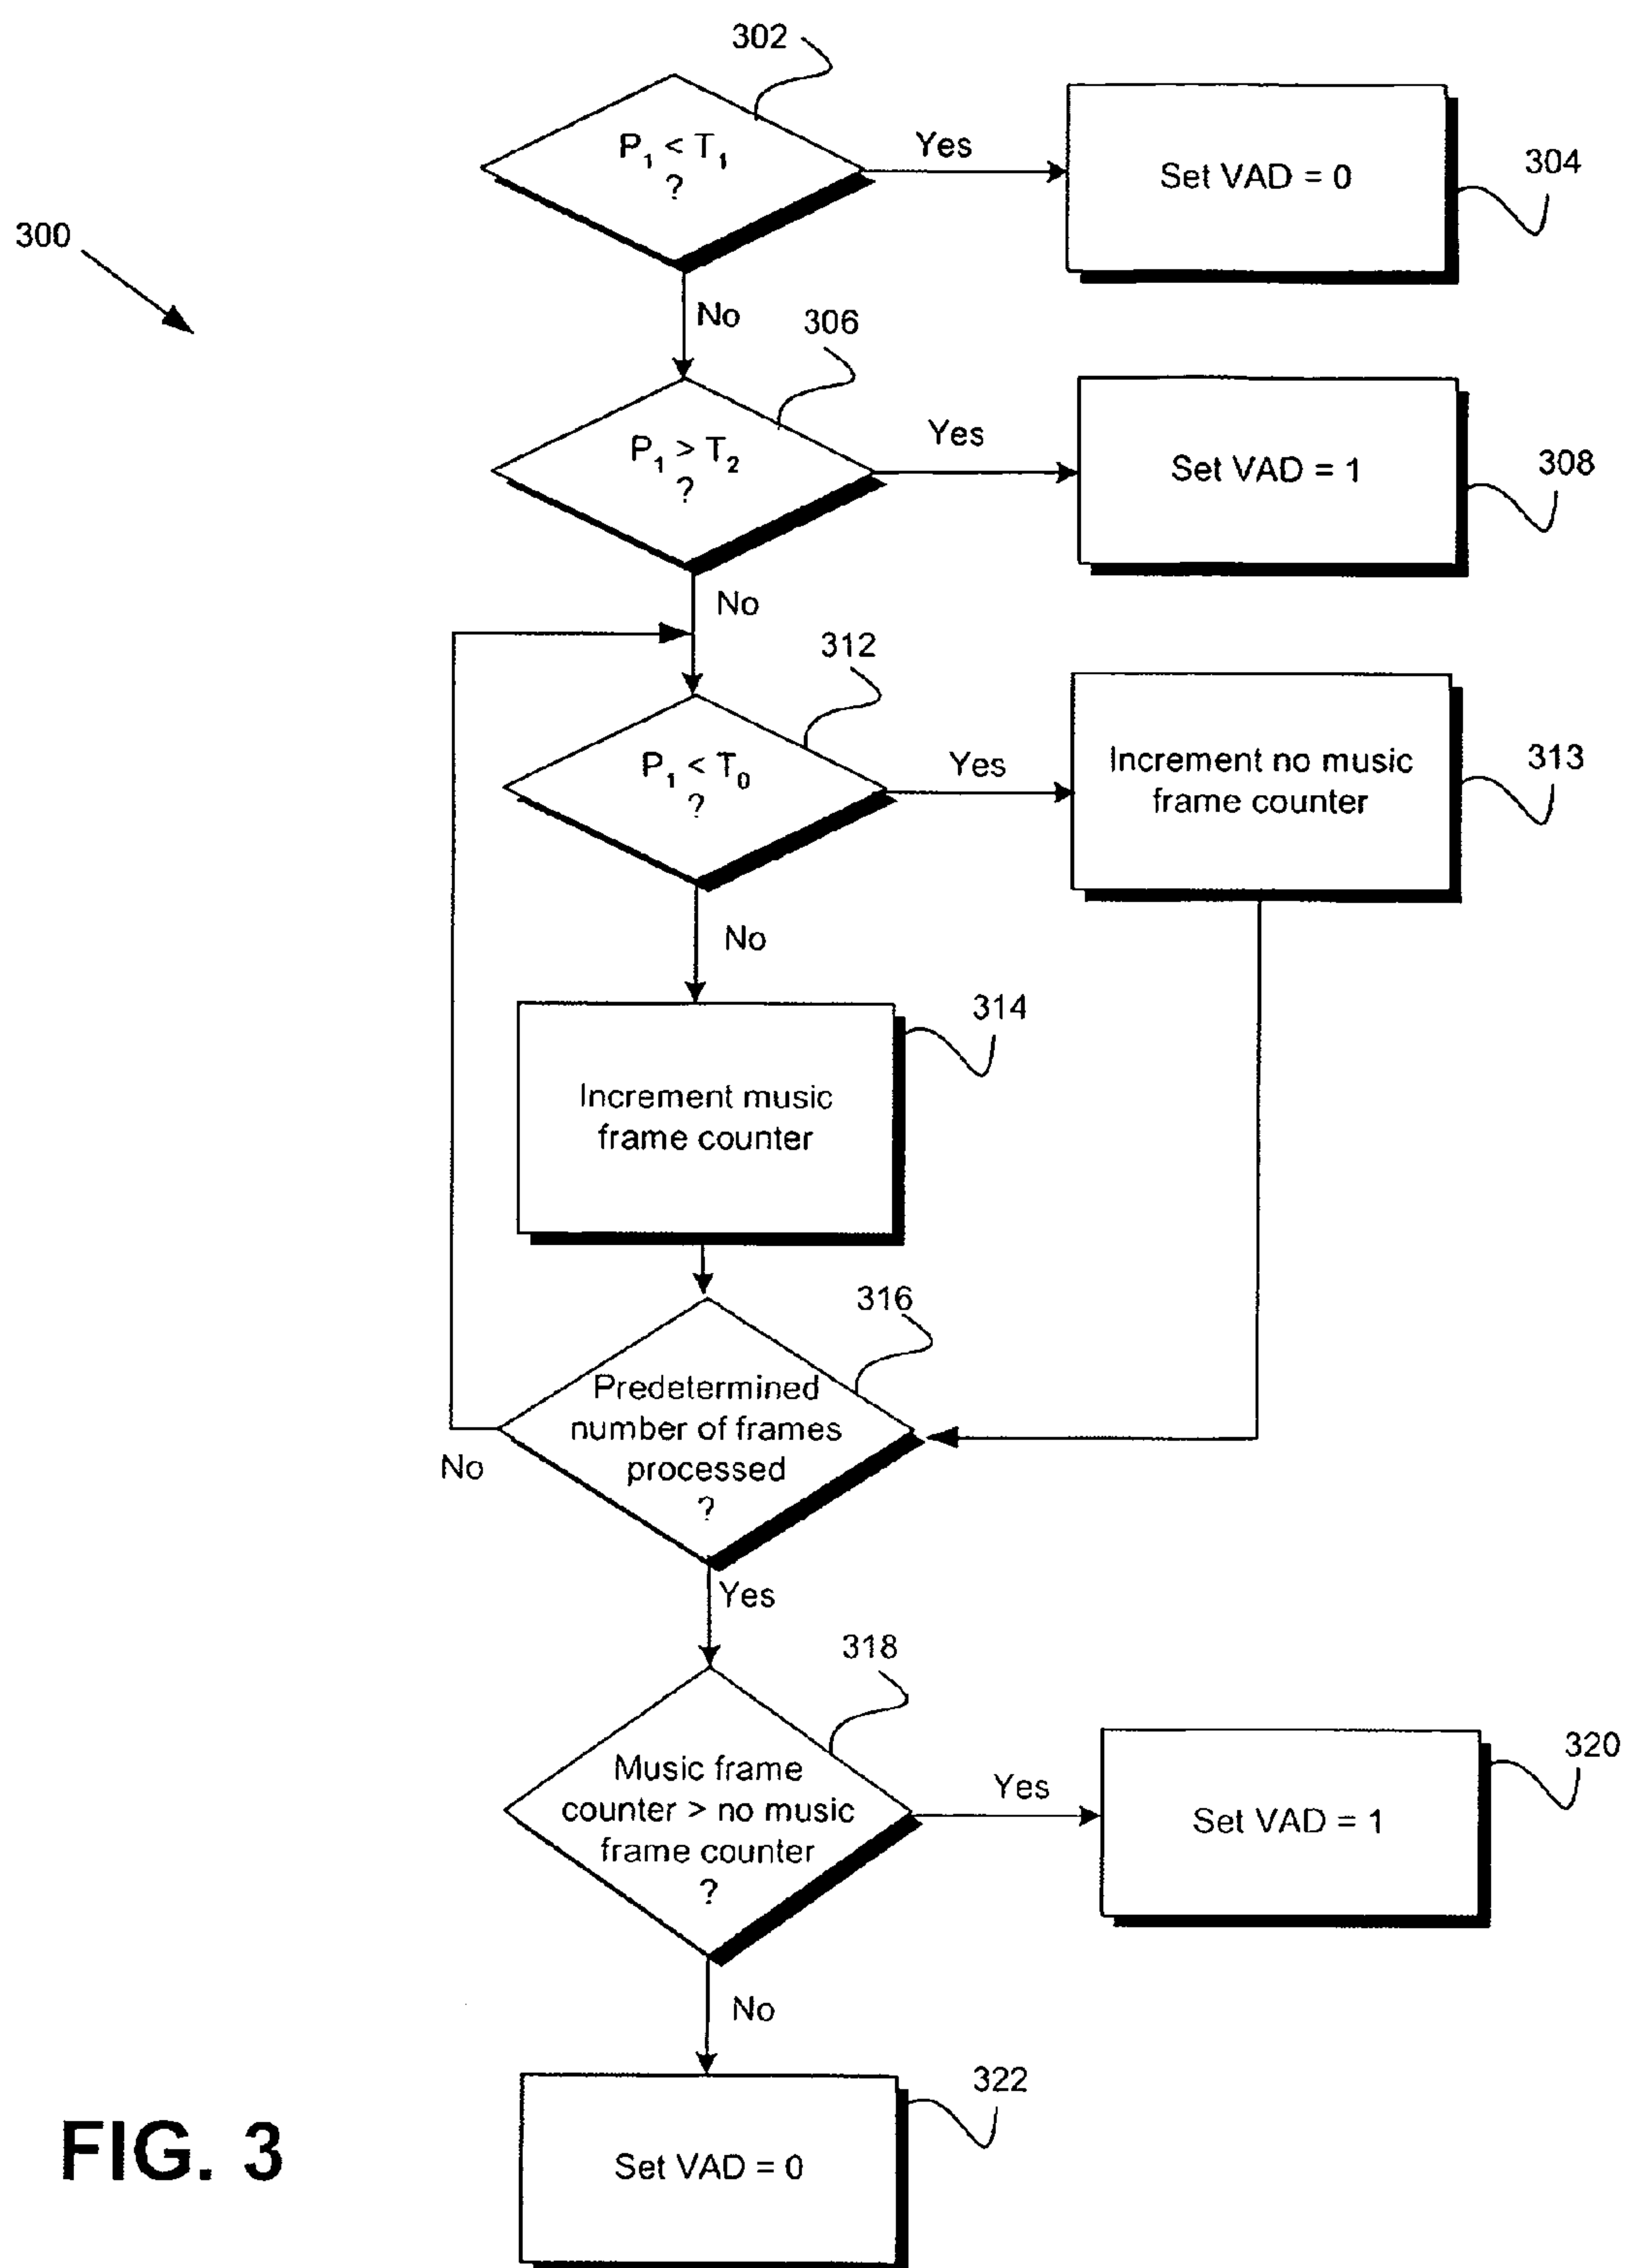 302
P₁ < T₁
?
Yes
Set VAD = 0
304
300
No
306
P₁ > T₂
?
Yes
Set VAD = 1
308
No
312
P₁ < T₀
?
Yes
Increment no music
frame counter
313
No
314
Increment music
frame counter
316
Predetermined
number of frames
processed
?
No
Yes
318
Music frame
counter > no music
frame counter
?
Yes
Set VAD = 1
320
No
322
Set VAD = 0
FIG. 3